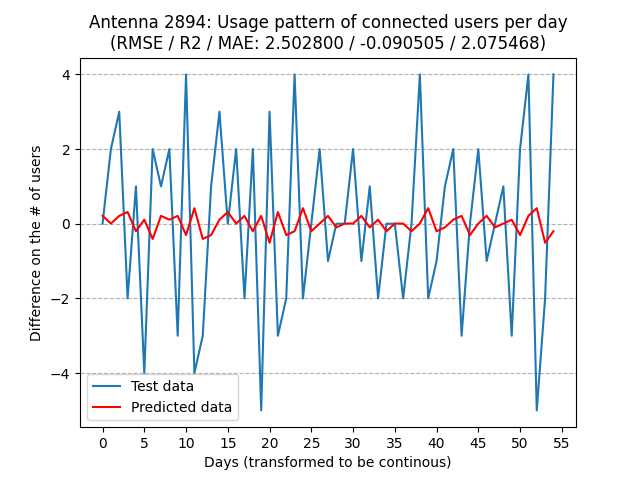 Antenna 2894: Usage pattern of connected users per day
(RMSE / R2 / MAE: 2.502800 / -0.090505 / 2.075468)
Difference on the # of users
4
2
0
−2
−4
Test data
Predicted data
0 5 10 15 20 25 30 35 40 45 50 55
Days (transformed to be continous)